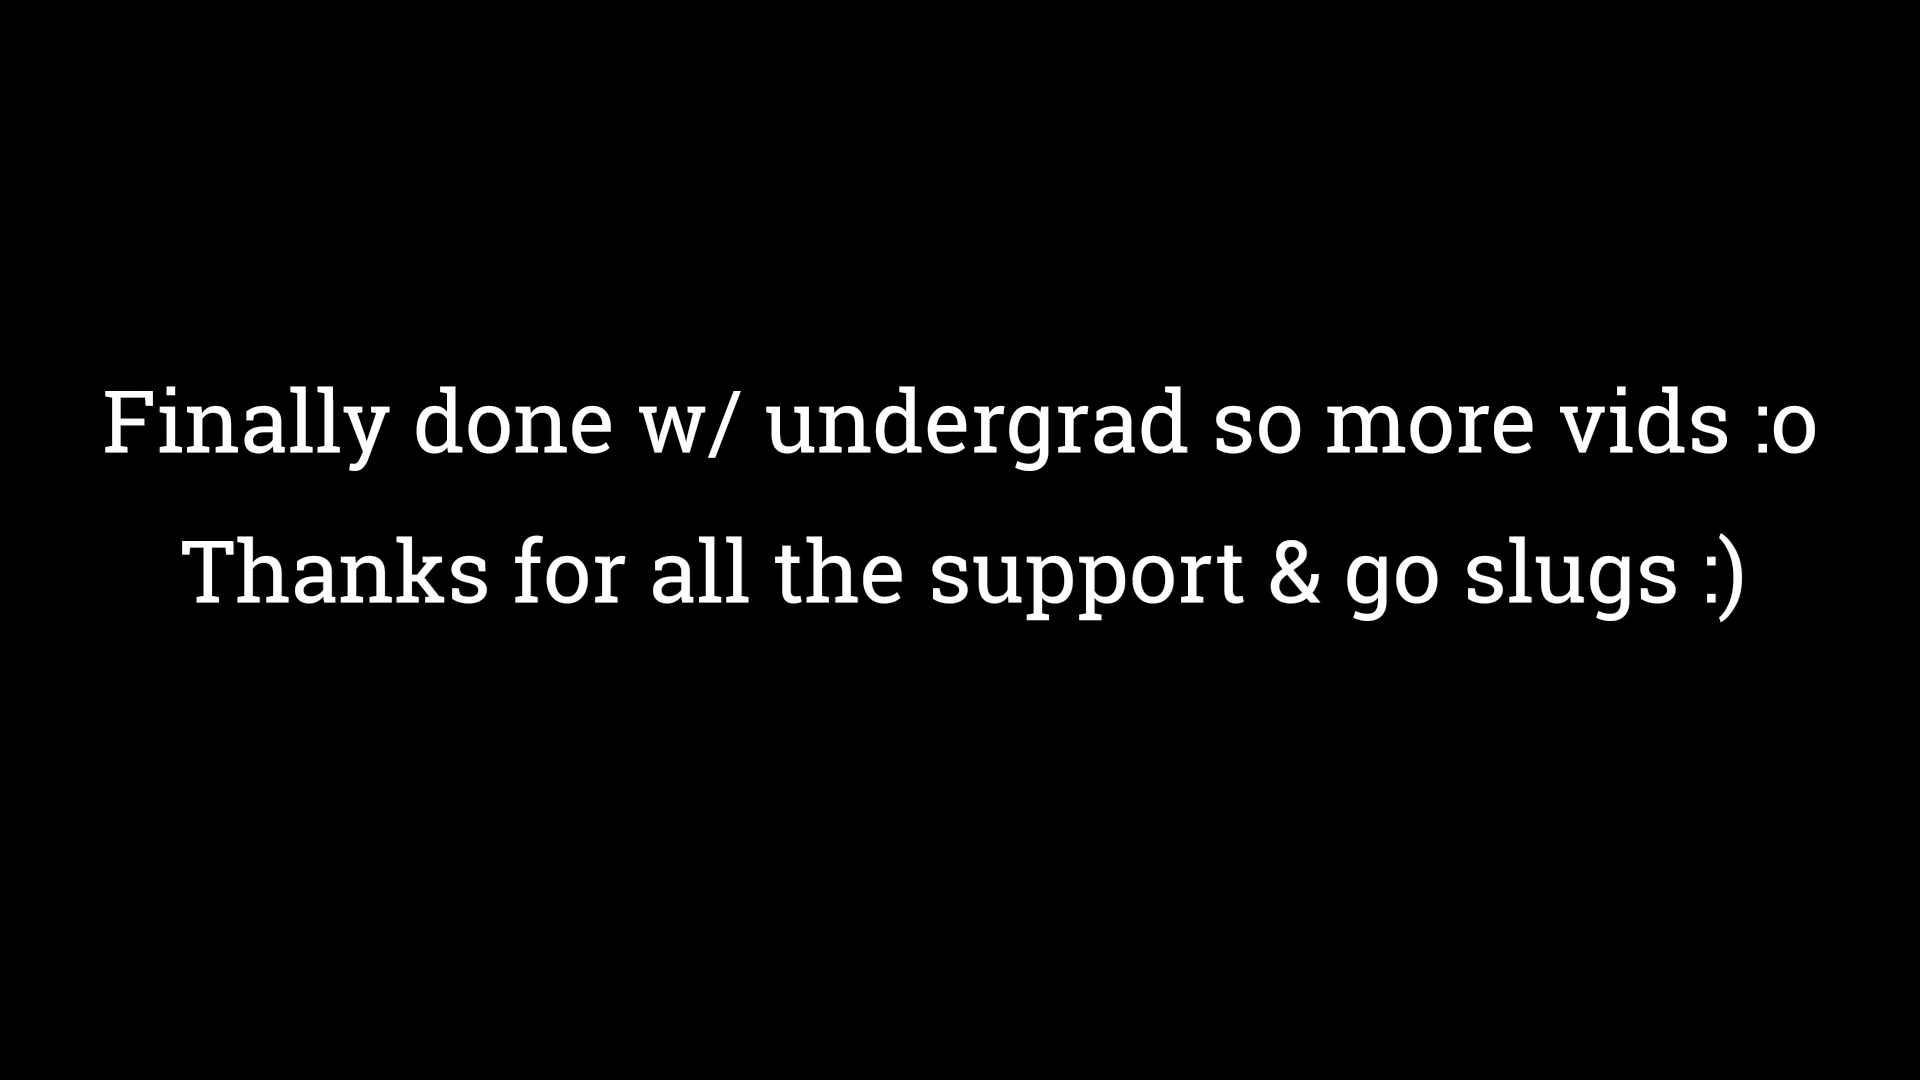 Finally done w/ undergrad so more vids :o
Thanks for all the support & go slugs :)